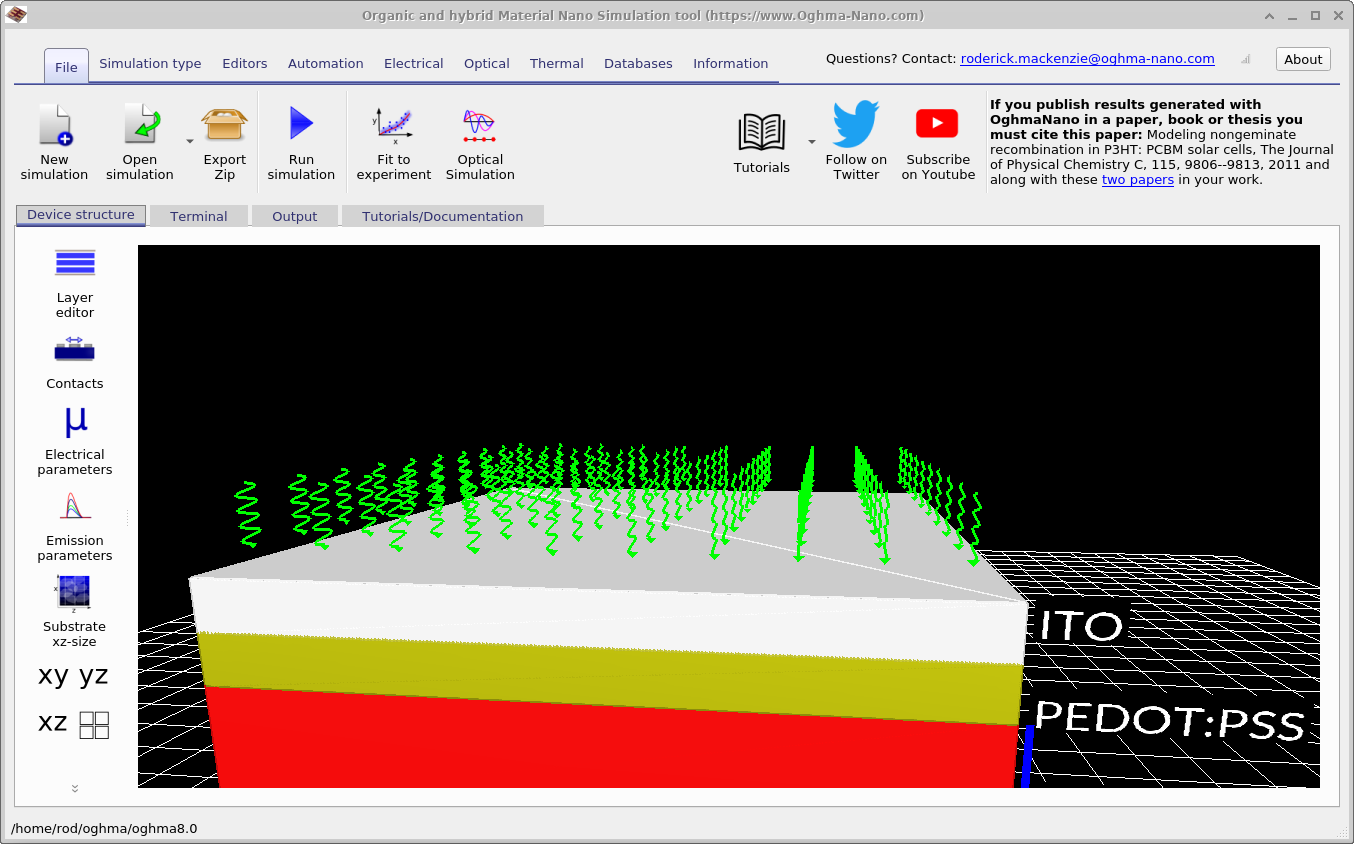 Organic and hybrid Material Nano Simulation tool (https://www.Oghma-Nano.com)
File Simulation type Editors Automation Electrical Optical Thermal Databases Information
Questions? Contact: roderick.mackenzie@oghma-nano.com
About
New
simulation
Open
simulation
Export
Zip
Run
simulation
y
x
Fit to
experiment
Optical
Simulation
Tutorials
Follow on
Twitter
Subscribe
on Youtube
If you publish results generated with
OghmaNano in a paper, book or thesis you
must cite this paper: Modeling nongeminate
recombination in P3HT: PCBM solar cells, The Journal
of Physical Chemistry C, 115, 9806--9813, 2011 and
along with these two papers in your work.
Device structure Terminal Output Tutorials/Documentation
Layer
editor
Contacts
μ
Electrical
parameters
Emission
parameters
x
z
Substrate
xz-size
xy yz
xz
ITO
PEDOT:PSS
/home/rod/oghma/oghma8.0